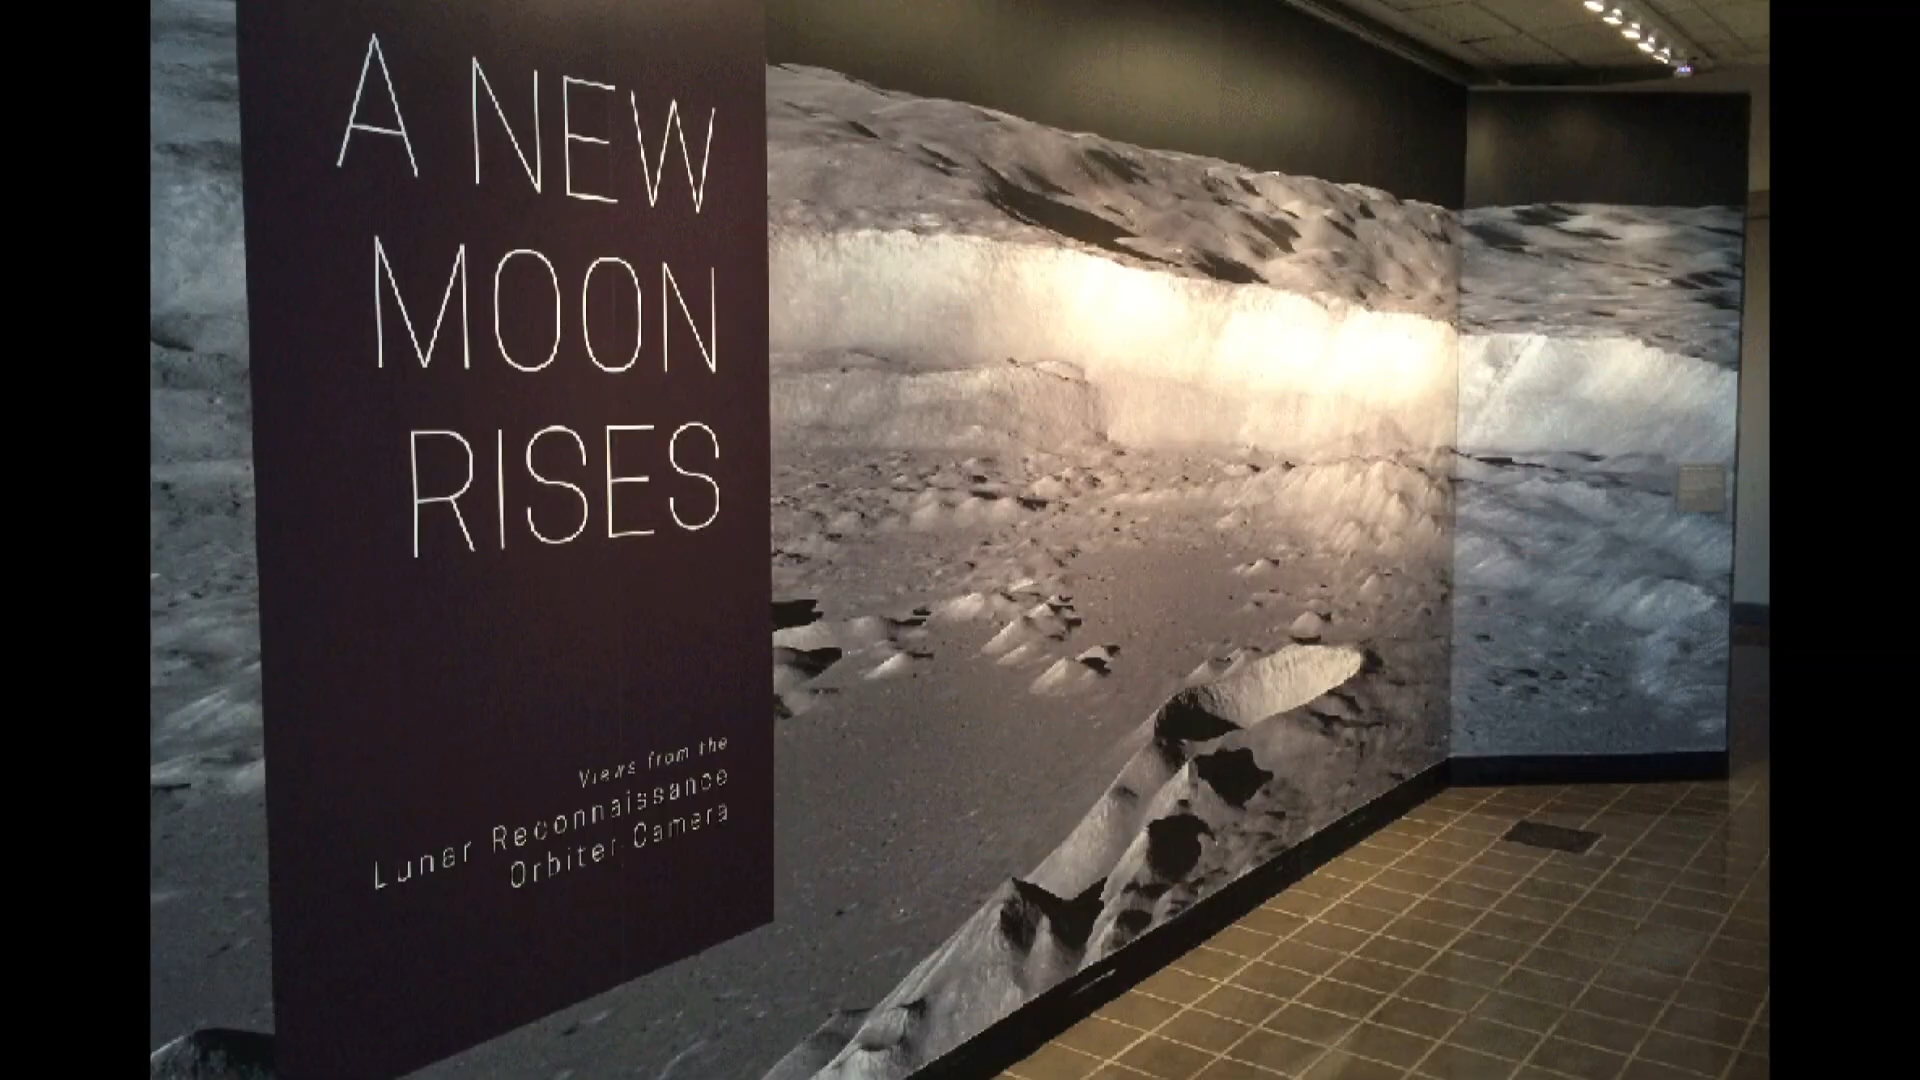 A NEW
MOON
RISES
Views from the
Lunar Reconnaissance
Orbiter Camera